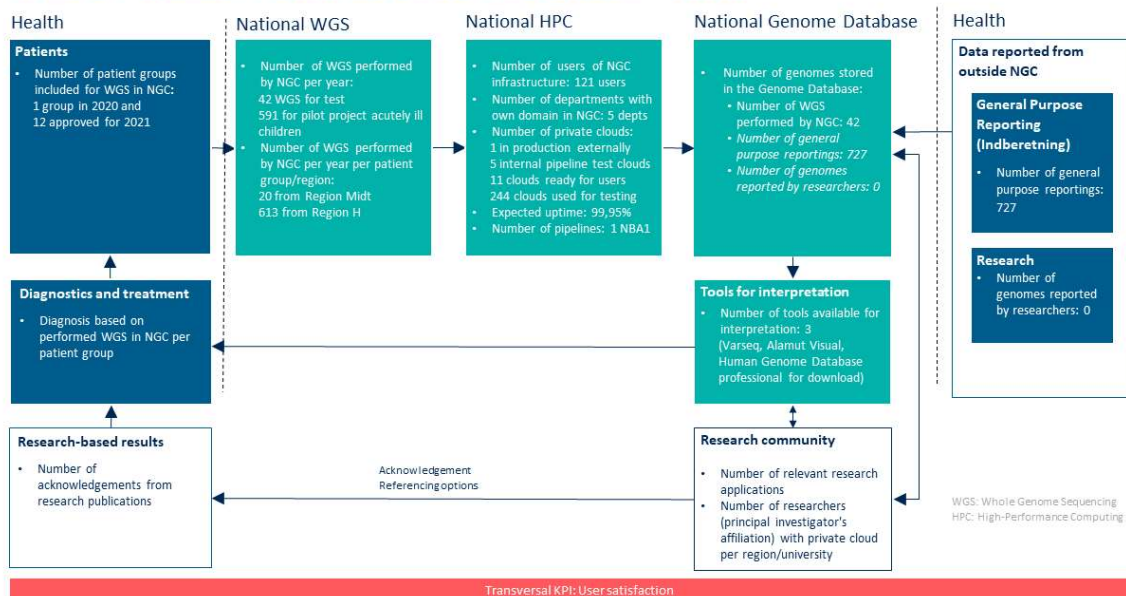 Health
National WGS
National HPC
National Genome Database
Health
Patients
• Number of patient groups
included for WGS in NGC:
1 group in 2020 and
12 approved for 2021
• Number of WGS performed
by NGC per year:
42 WGS for test
591 for pilot project acutely ill
children
• Number of WGS performed
by NGC per year per patient
group/region:
20 from Region Midt
613 from Region H
• Number of users of NGC
infrastructure: 121 users
• Number of departments with
own domain in NGC: 5 depts
• Number of private clouds:
1 in production externally
5 internal pipeline test clouds
11 clouds ready for users
244 clouds used for testing
• Expected uptime: 99,95%
• Number of pipelines: 1 NBA1
• Number of genomes stored
in the Genome Database:
• Number of WGS
performed by NGC: 42
• Number of general
purpose reportings: 727
• Number of genomes
reported by researchers: 0
Data reported from
outside NGC
General Purpose
Reporting
(Indberetning)
• Number of general
purpose reportings:
727
Research
• Number of
genomes reported
by researchers: 0
Diagnostics and treatment
• Diagnosis based on
performed WGS in NGC per
patient group
Tools for interpretation
• Number of tools available for
interpretation: 3
(Varseq, Alamut Visual,
Human Genome Database
professional for download)
Research-based results
• Number of
acknowledgements from
research publications
Acknowledgement
Referencing options
Research community
• Number of relevant research
applications
• Number of researchers
(principal investigator's
affiliation) with private cloud
per region/university
WGS: Whole Genome Sequencing
HPC: High-Performance Computing
Transversal KPI: User satisfaction